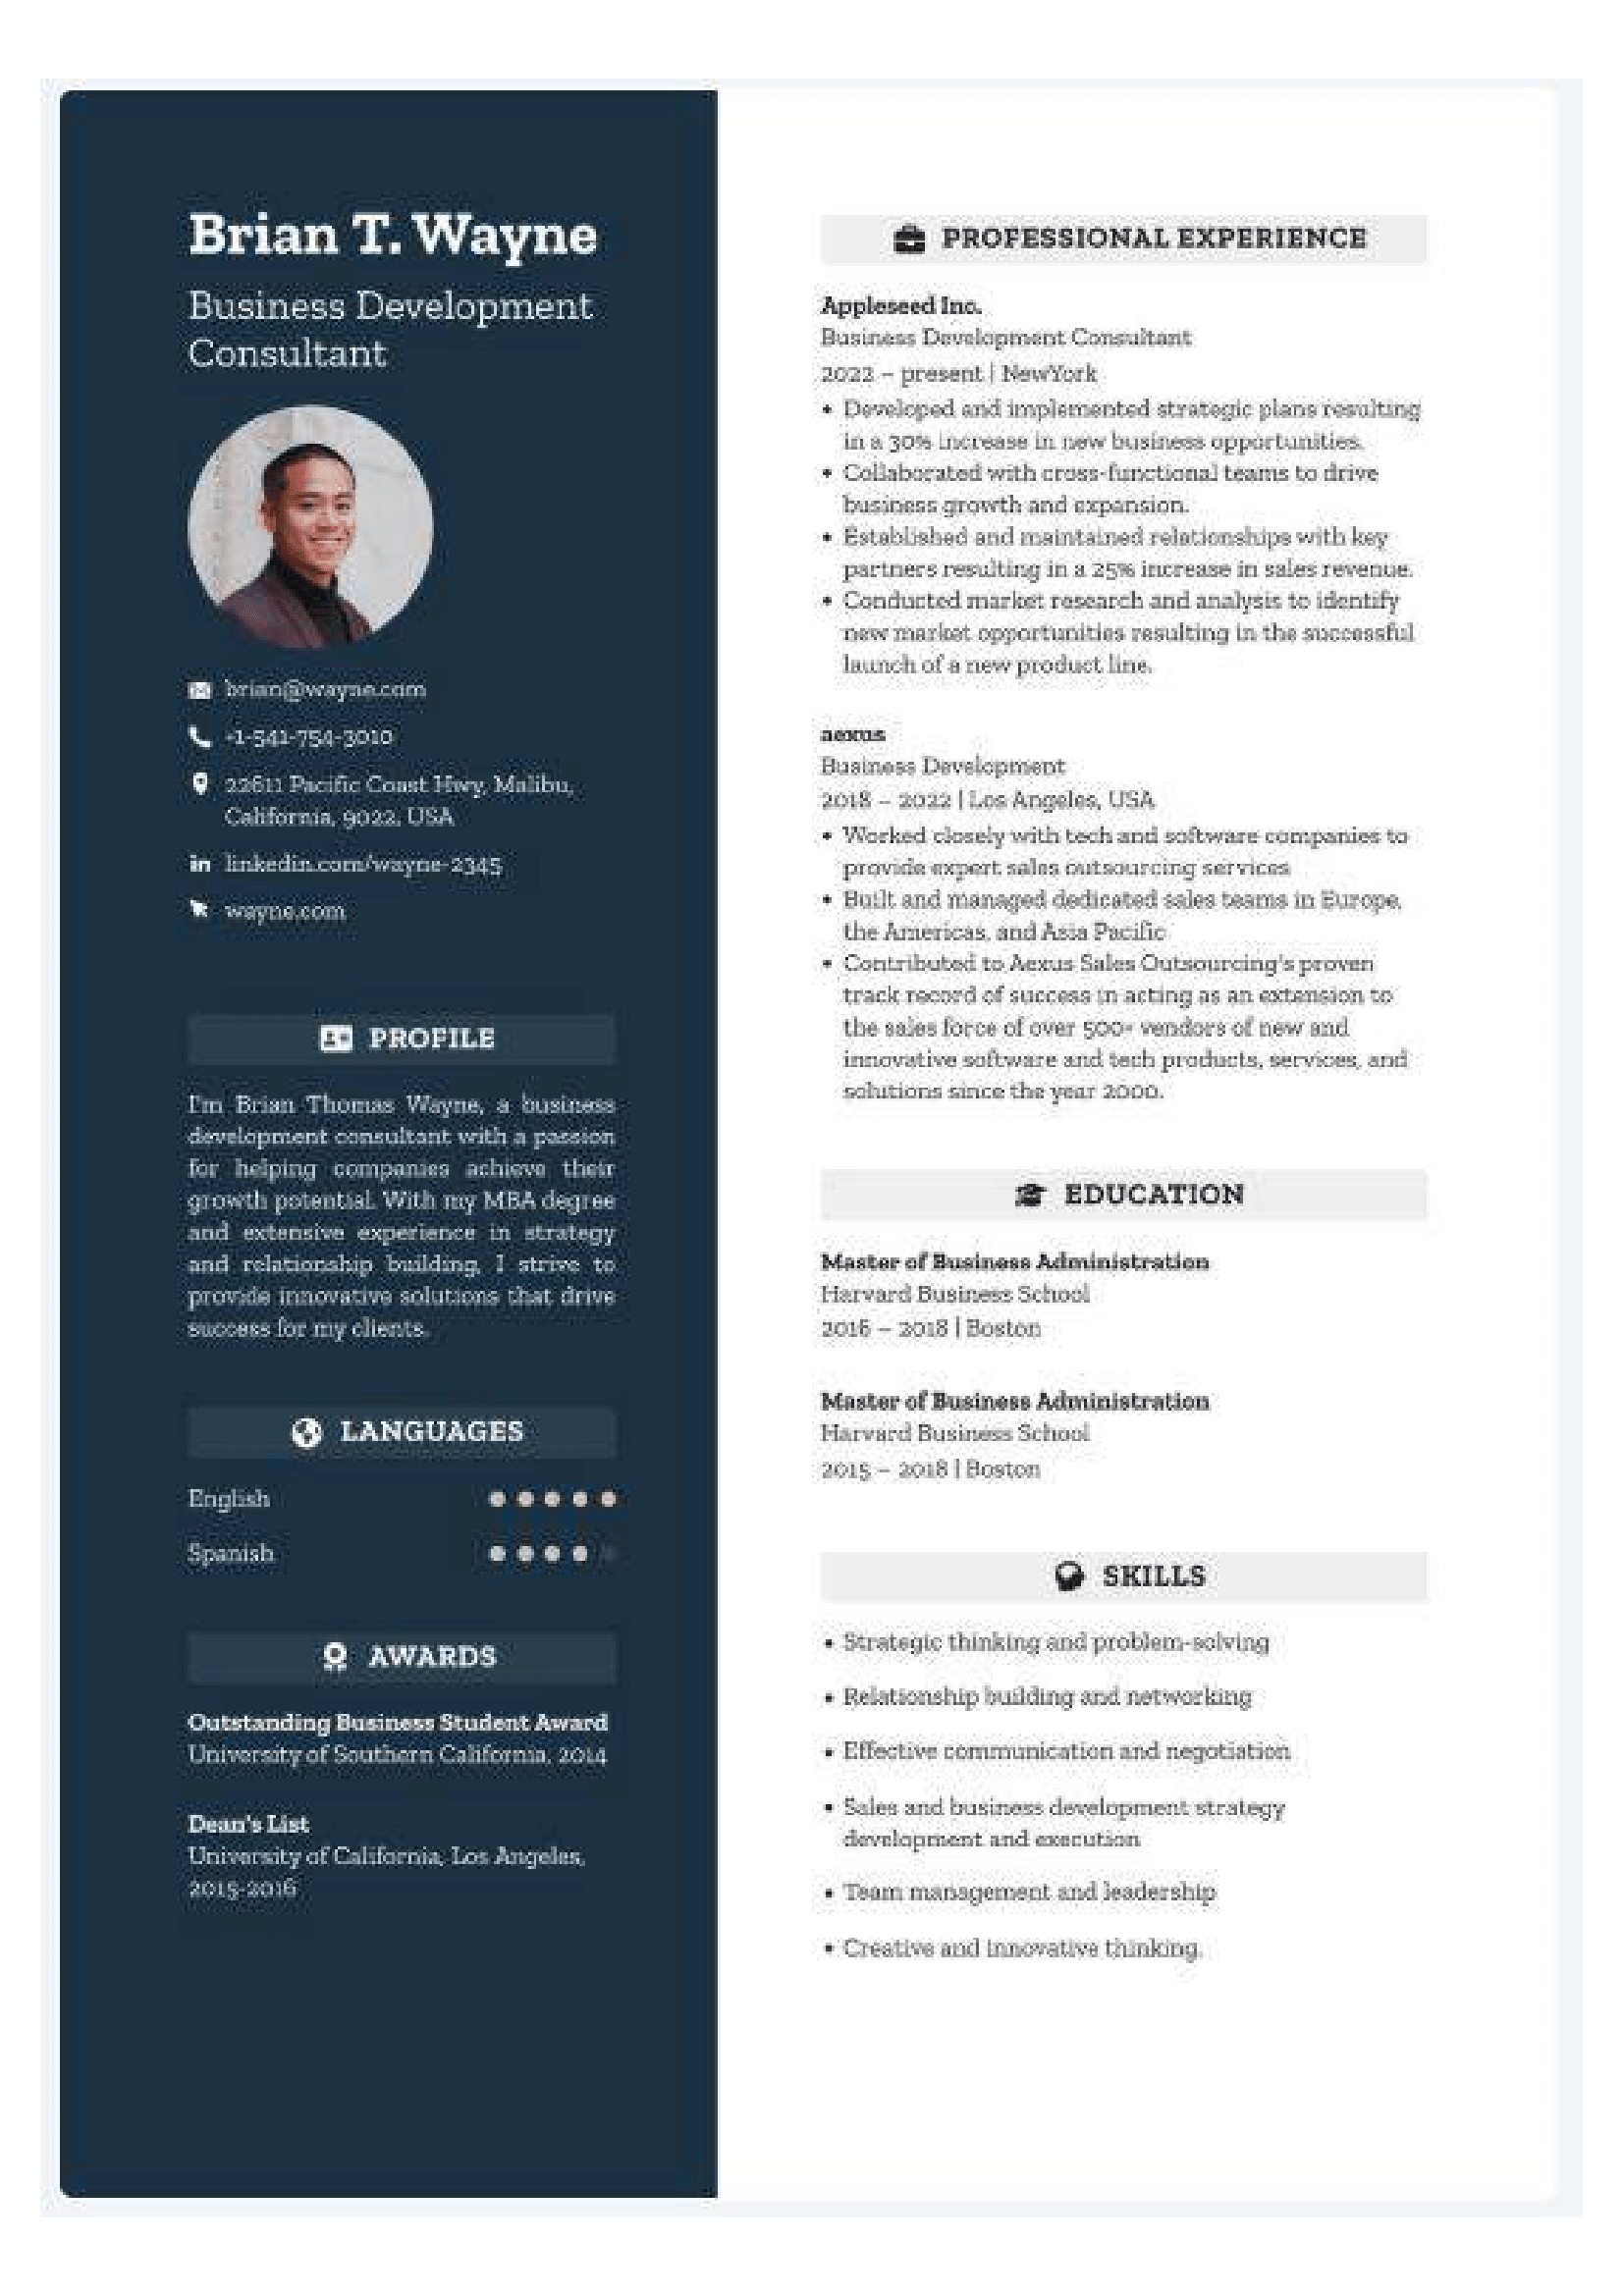 Brian T. Wayne
Business Development
Consultant
brian@wayne.com
+1-541-754-3010
22611 Pacific Coast Hwy, Malibu,
California, 9022, USA
linkedin.com/wayne-2345
wayne.com
PROFILE
I'm Brian Thomas Wayne, a business
development consultant with a passion
for helping companies achieve their
growth potential. With my MBA degree
and extensive experience in strategy
and relationship building, I strive to
provide innovative solutions that drive
success for my clients.
LANGUAGES
English
Spanish
AWARDS
Outstanding Business Student Award
University of Southern California, 2014
Dean's List
University of California, Los Angeles,
2015-2016
PROFESSIONAL EXPERIENCE
Appleseed Inc.
Business Development Consultant
2022 – present | NewYork
• Developed and implemented strategic plans resulting
in a 30% increase in new business opportunities.
• Collaborated with cross-functional teams to drive
business growth and expansion.
• Established and maintained relationships with key
partners resulting in a 25% increase in sales revenue.
• Conducted market research and analysis to identify
new market opportunities resulting in the successful
launch of a new product line.
aexus
Business Development
2018 – 2022 | Los Angeles, USA
• Worked closely with tech and software companies to
provide expert sales outsourcing services
• Built and managed dedicated sales teams in Europe,
the Americas, and Asia Pacific
• Contributed to Aexus Sales Outsourcing's proven
track record of success in acting as an extension to
the sales force of over 500+ vendors of new and
innovative software and tech products, services, and
solutions since the year 2000.
EDUCATION
Master of Business Administration
Harvard Business School
2016 – 2018 | Boston
Master of Business Administration
Harvard Business School
2015 – 2018 | Boston
SKILLS
• Strategic thinking and problem-solving
• Relationship building and networking
• Effective communication and negotiation
• Sales and business development strategy
development and execution
• Team management and leadership
• Creative and innovative thinking.